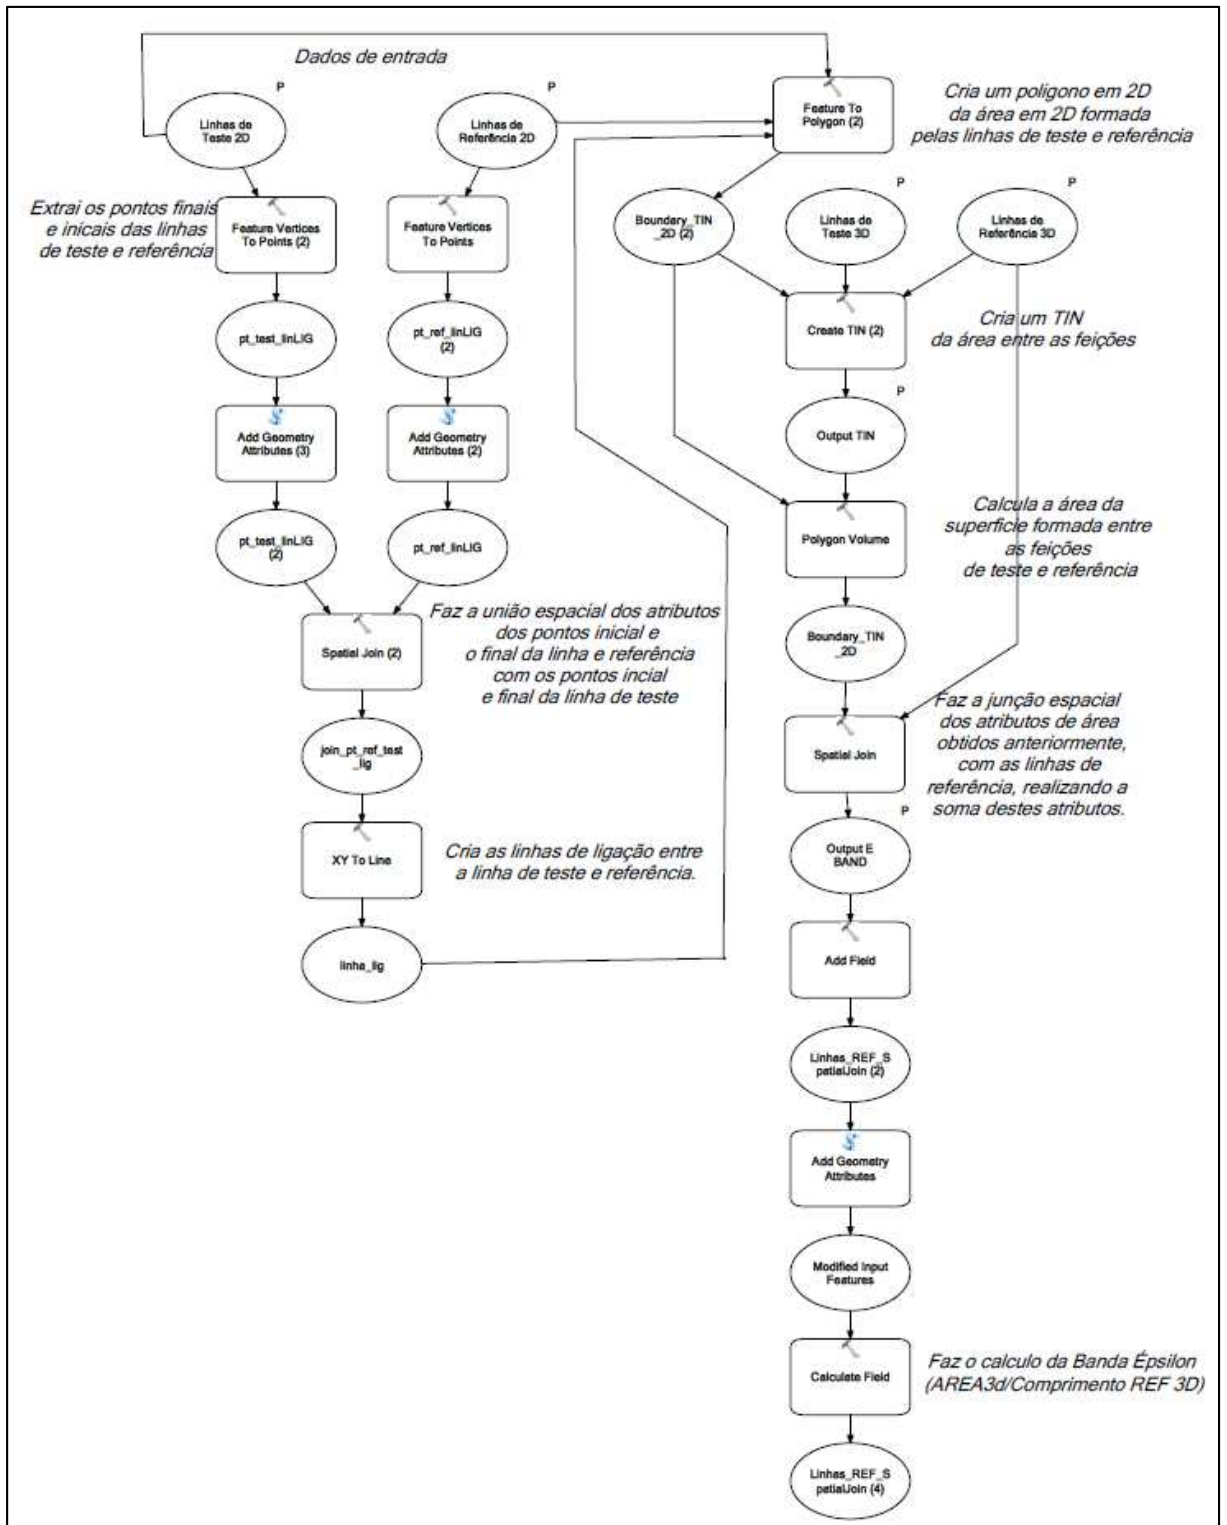 Dados de entrada
P
Linhas de
Teste 2D
P
Linhas de
Referência 2D
Feature To
Polygon (2)
Cria um poligono em 2D
da área em 2D formada
pelas linhas de teste e referência
Extrai os pontos finais
e inicais das linhas
de teste e referência
Feature Vertices
To Points (2)
Feature Vertices
To Points
Boundary_TIN
_2D (2)
P
Linhas de
Teste 3D
P
Linhas de
Referência 3D
pt_test_linLIG
pt_ref_linLIG
(2)
Create TIN (2)
Cria um TIN
da área entre as feições
Add Geometry
Attributes (3)
Add Geometry
Attributes (2)
P
Output TIN
pt_test_linLIG
(2)
pt_ref_linLIG
Polygon Volume
Calcula a área da
superficie formada entre
as feições
de teste e referência
Spatial Join (2)
Faz a união espacial dos atributos
dos pontos inicial e
o final da linha e referência
com os pontos incial
e final da linha de teste
Boundary_TIN
_2D
join_pt_ref_test
_lig
Spatial Join
Faz a junção espacial
dos atributos de área
obtidos anteriormente,
com as linhas de
referência, realizando a
soma destes atributos.
XY To Line
Cria as linhas de ligação entre
a linha de teste e referência.
P
Output E
BAND
linha_lig
Add Field
Linhas_REF_S
patialJoin (2)
Add Geometry
Attributes
Modified Input
Features
Calculate Field
Faz o calculo da Banda Épsilon
(AREA3d/Comprimento REF 3D)
Linhas_REF_S
patialJoin (4)